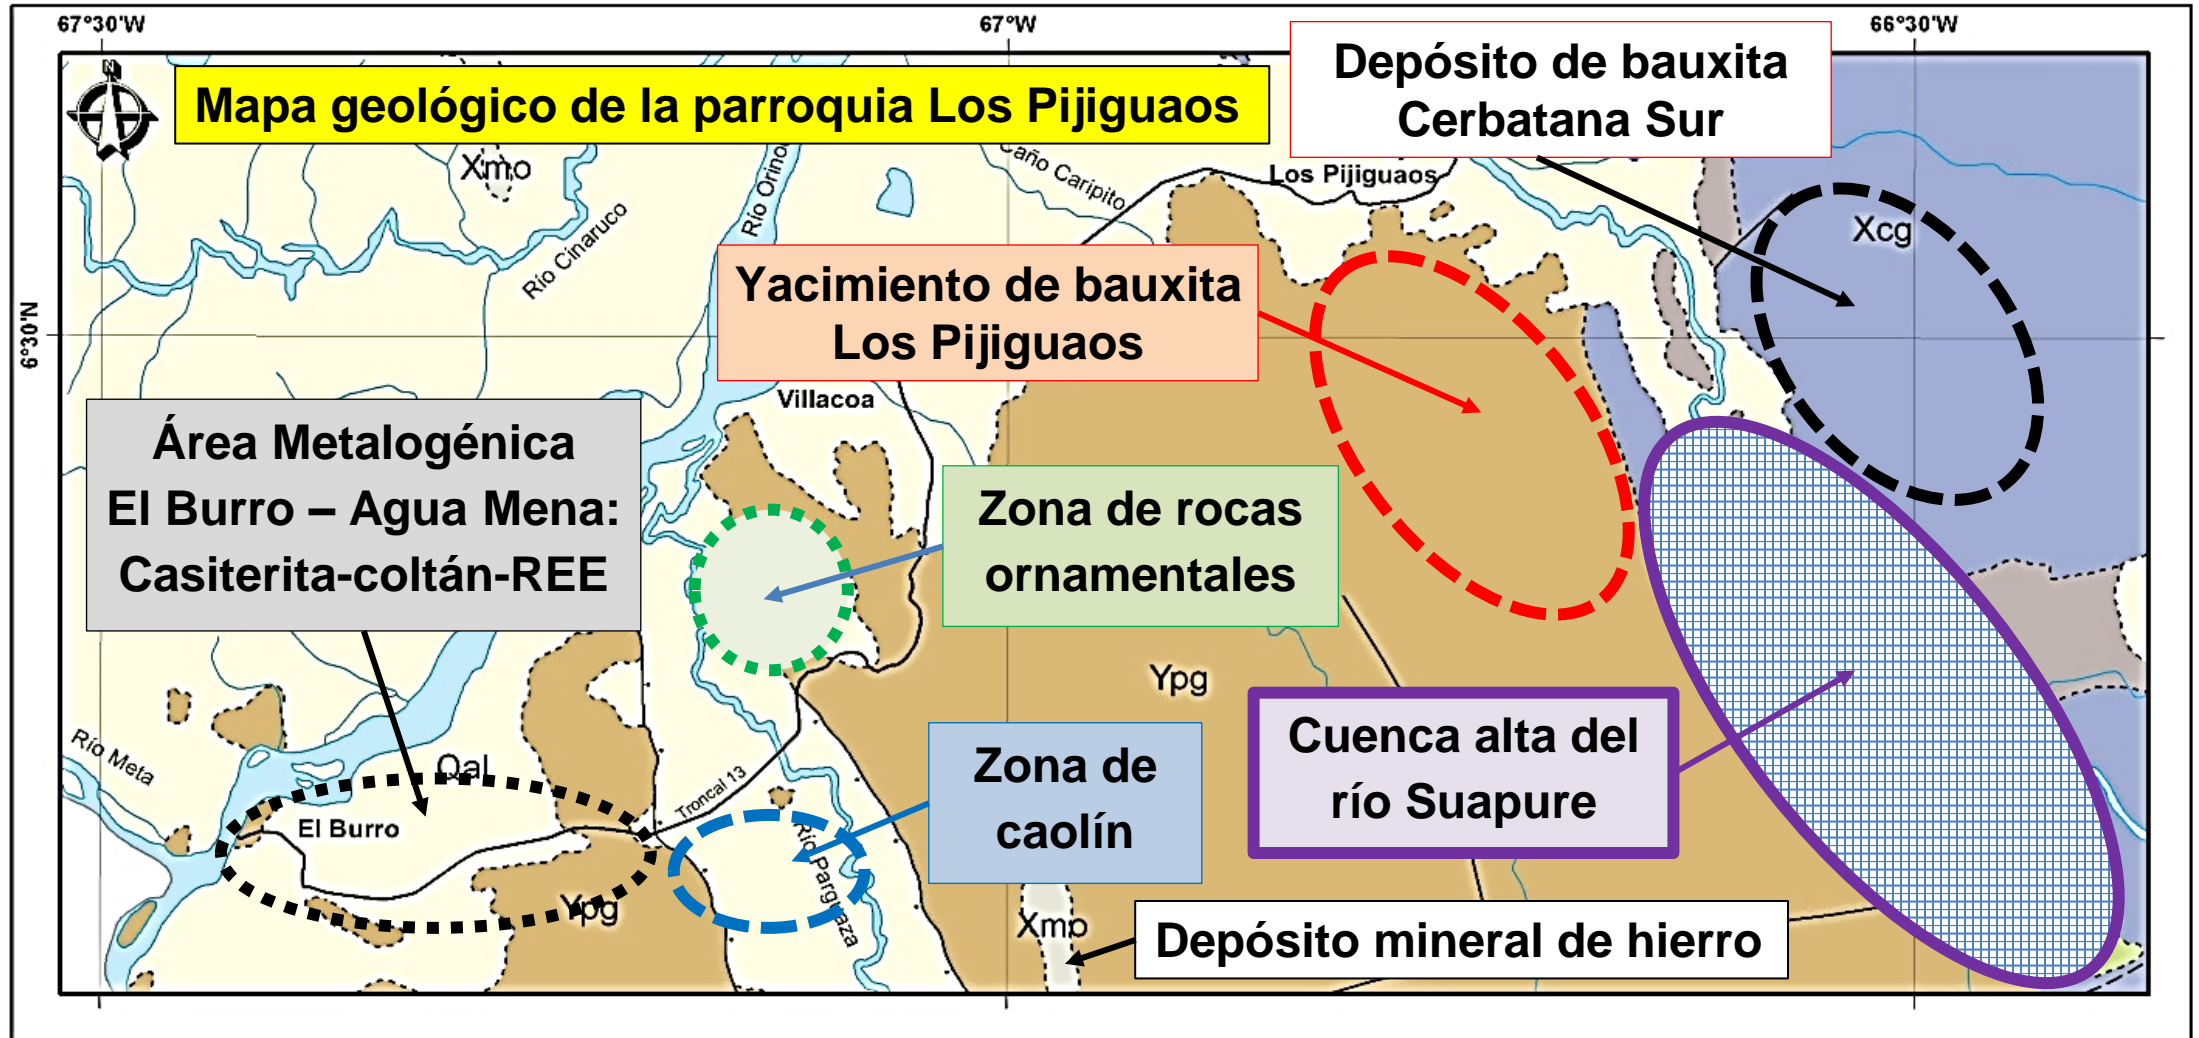 67°30'W
67°W
66°30'W
N
Mapa geológico de la parroquia Los Pijiguaos
Depósito de bauxita
Cerbatana Sur
Xmo
Río Cinaruco
Río Orinoc
Caño Caripito
Los Pijiguaos
Xcg
6°30'N
Yacimiento de bauxita
Los Pijiguaos
Villacoa
Área Metalogénica
El Burro – Agua Mena:
Casiterita-coltán-REE
Zona de rocas
ornamentales
Ypg
Cuenca alta del
río Suapure
Río Meta
Qal
Troncal 13
Zona de
caolín
El Burro
Río Parguaza
Ypg
Xmo
Depósito mineral de hierro